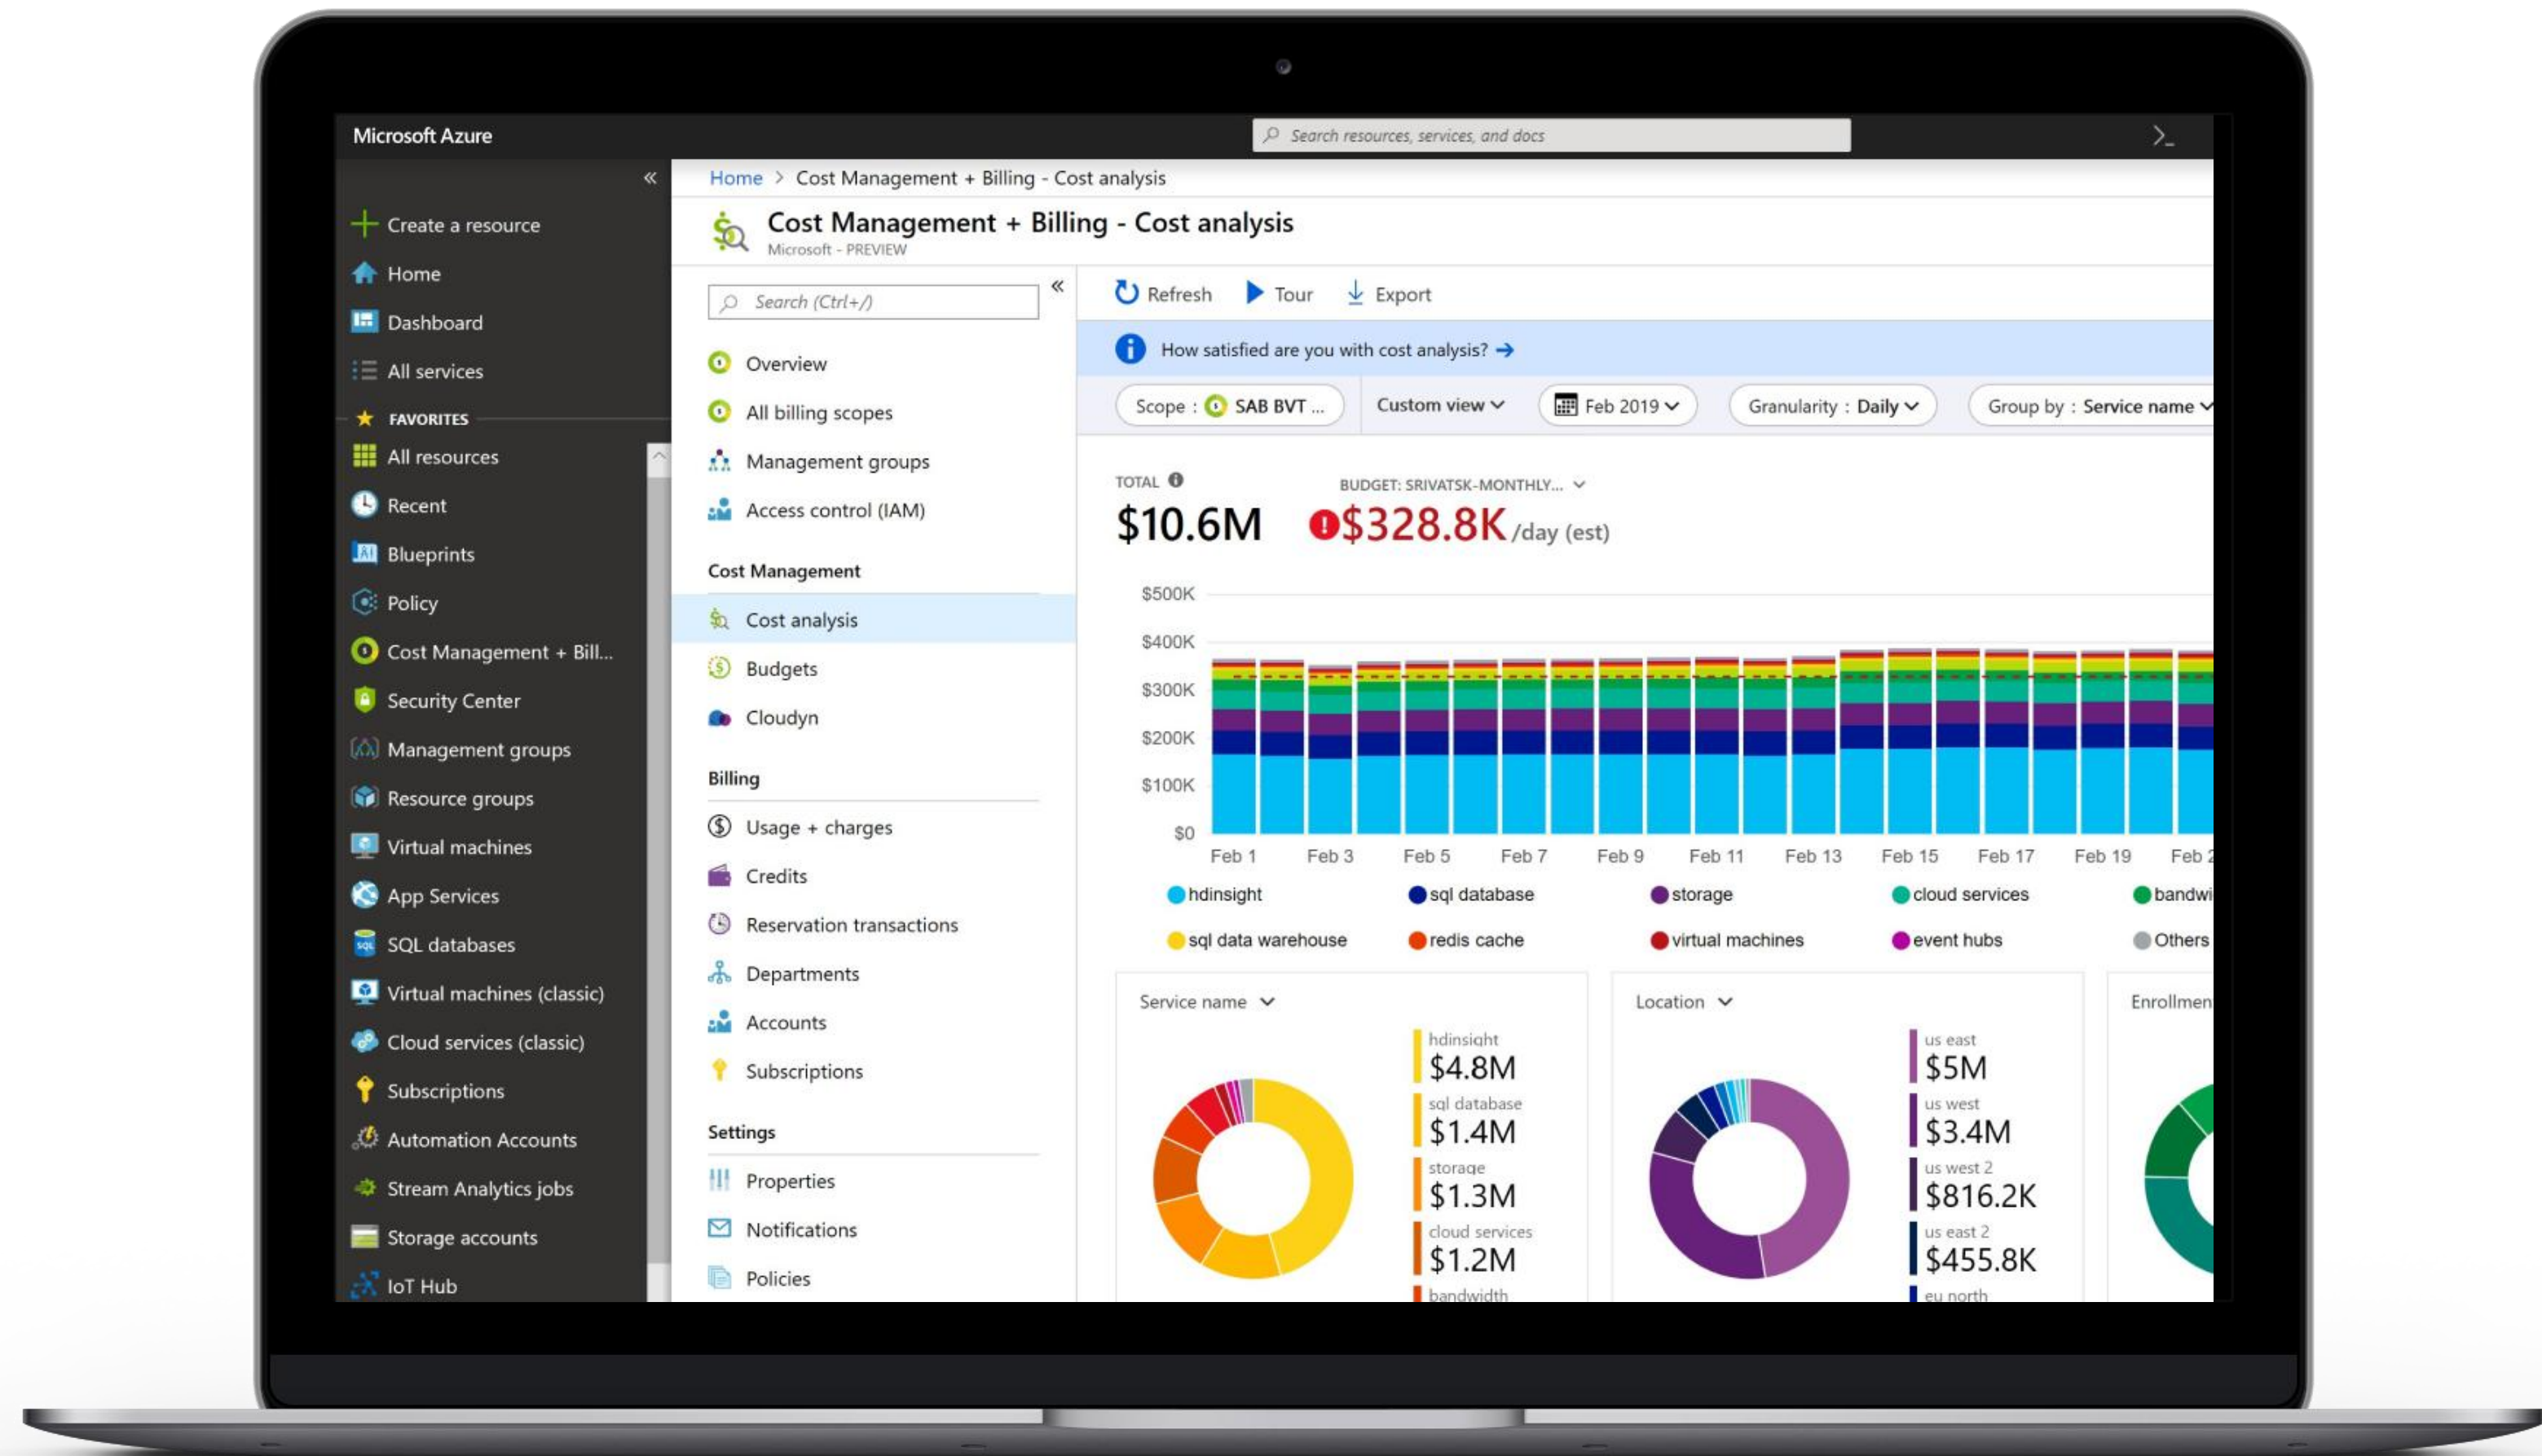 Microsoft Azure
Search resources, services, and docs
Create a resource
Home
Dashboard
All services
FAVORITES
All resources
Recent
Blueprints
Policy
Cost Management + Bill...
Security Center
Management groups
Resource groups
Virtual machines
App Services
SQL databases
Virtual machines (classic)
Cloud services (classic)
Subscriptions
Automation Accounts
Stream Analytics jobs
Storage accounts
IoT Hub
Home > Cost Management + Billing - Cost analysis
Cost Management + Billing - Cost analysis
Microsoft - PREVIEW
Search (Ctrl+/)
Overview
All billing scopes
Management groups
Access control (IAM)
Cost Management
Cost analysis
Budgets
Cloudyn
Billing
Usage + charges
Credits
Reservation transactions
Departments
Accounts
Subscriptions
Settings
Properties
Notifications
Policies
Refresh Tour Export
How satisfied are you with cost analysis?
Scope : SAB BVT ... Custom view Feb 2019 Granularity : Daily Group by : Service name
TOTAL BUDGET: SRIVATSK-MONTHLY...
$10.6M $328.8K /day (est)
$500K
$400K
$300K
$200K
$100K
$0
Feb 1 Feb 3 Feb 5 Feb 7 Feb 9 Feb 11 Feb 13 Feb 15 Feb 17 Feb 19 Feb 2
hdinsight sql database storage cloud services bandwi
sql data warehouse redis cache virtual machines event hubs Others
Service name
hdinsight
$4.8M
sql database
$1.4M
storage
$1.3M
cloud services
$1.2M
bandwidth
Location
us east
$5M
us west
$3.4M
us west 2
$816.2K
us east 2
$455.8K
eu north
Enrollmen